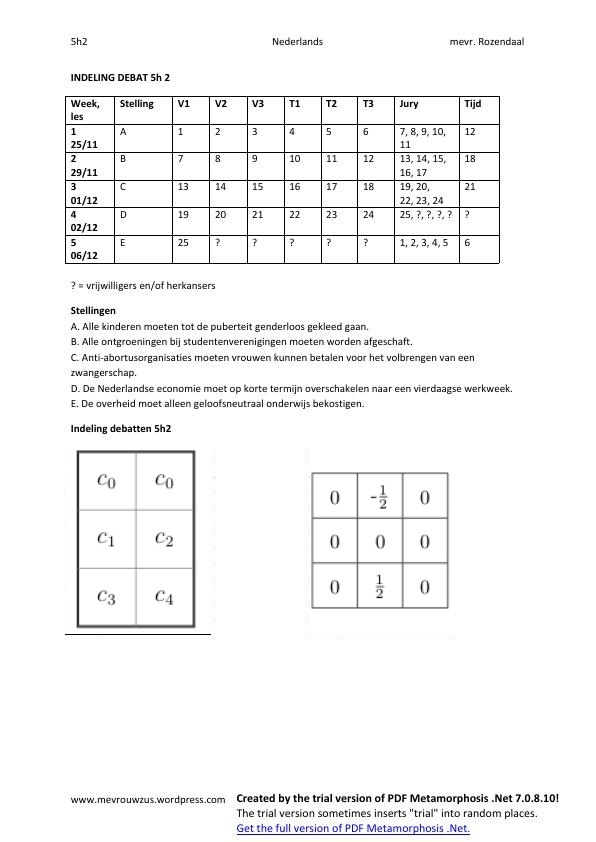 5h2 Nederlands mevr. Rozendaal
INDELING DEBAT 5h 2
Week, les Stelling V1 V2 V3 T1 T2 T3 Jury Tijd
1 25/11 A 1 2 3 4 5 6 7, 8, 9, 10, 11 12
2 29/11 B 7 8 9 10 11 12 13, 14, 15, 16, 17 18
3 01/12 C 13 14 15 16 17 18 19, 20, 22, 23, 24 21
4 02/12 D 19 20 21 22 23 24 25, ?, ?, ?, ? ?
5 06/12 E 25 ? ? ? ? ? 1, 2, 3, 4, 5 6
? = vrijwilligers en/of herkansers
Stellingen
A. Alle kinderen moeten tot de puberteit genderloos gekleed gaan.
B. Alle ontgroeningen bij studentenverenigingen moeten worden afgeschaft.
C. Anti-abortusorganisaties moeten vrouwen kunnen betalen voor het volbrengen van een
zwangerschap.
D. De Nederlandse economie moet op korte termijn overschakelen naar een vierdaagse werkweek.
E. De overheid moet alleen geloofsneutraal onderwijs bekostigen.
Indeling debatten 5h2
c₀ c₀
c₁ c₂
c₃ c₄
0 -½ 0
0 0 0
0 ½ 0
www.mevrouwzus.wordpress.com
Created by the trial version of PDF Metamorphosis .Net 7.0.8.10!
The trial version sometimes inserts "trial" into random places.
Get the full version of PDF Metamorphosis .Net.